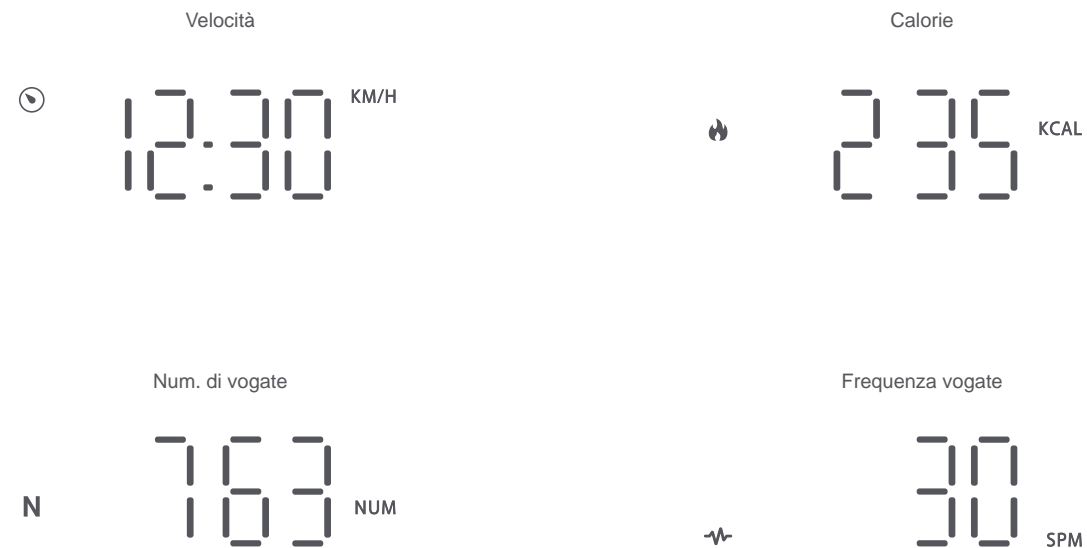 Velocità
Calorie
12:30 KM/H
235 KCAL
Num. di vogate
Frequenza vogate
N 763 NUM
30 SPM